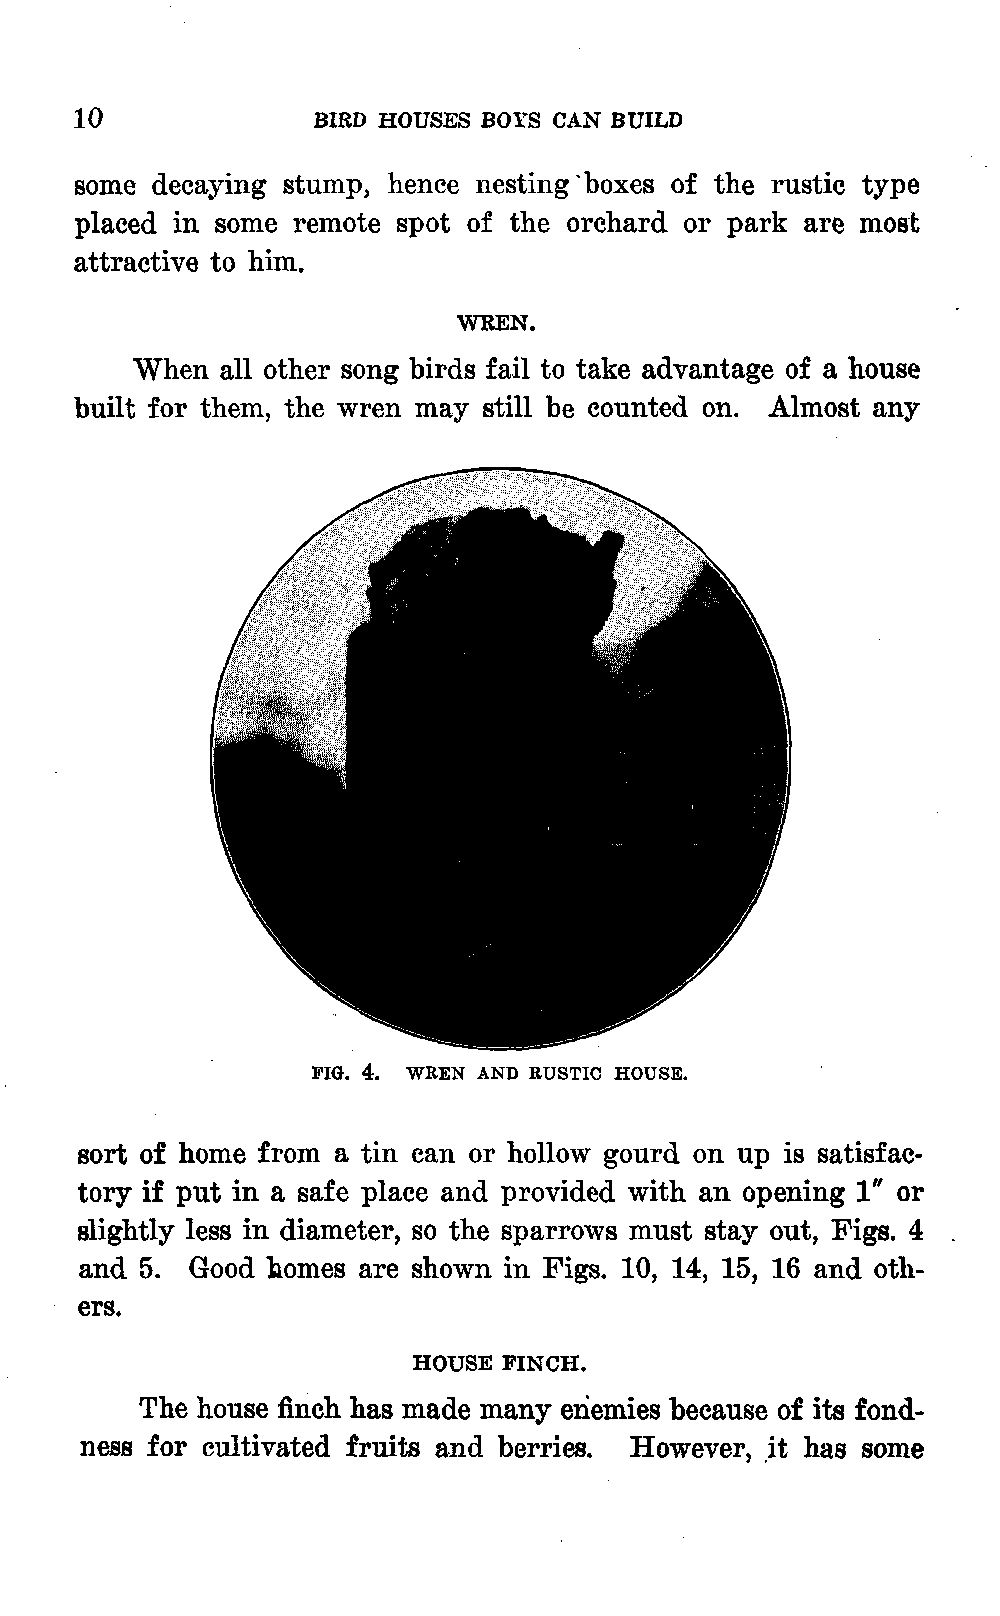 10 BIRD HOUSES BOYS CAN BUILD
some decaying stump, hence nesting boxes of the rustic type
placed in some remote spot of the orchard or park are most
attractive to him.
WREN.
When all other song birds fail to take advantage of a house
built for them, the wren may still be counted on. Almost any
FIG. 4. WREN AND RUSTIC HOUSE.
sort of home from a tin can or hollow gourd on up is satisfac-
tory if put in a safe place and provided with an opening 1″ or
slightly less in diameter, so the sparrows must stay out, Figs. 4
and 5. Good homes are shown in Figs. 10, 14, 15, 16 and oth-
ers.
HOUSE FINCH.
The house finch has made many enemies because of its fond-
ness for cultivated fruits and berries. However, it has some